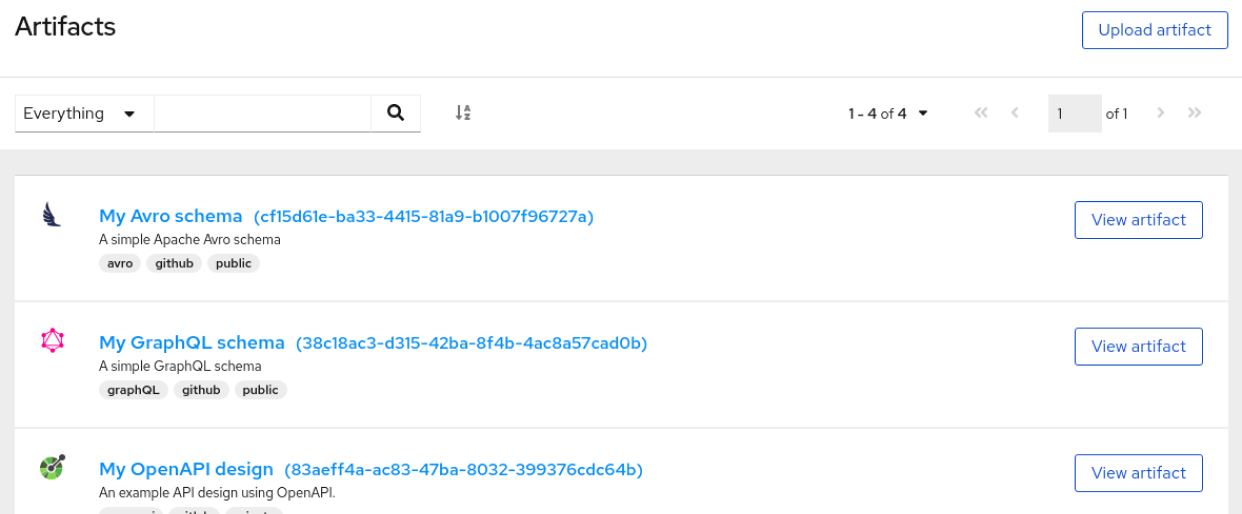 Artifacts
Upload artifact
Everything
1 - 4 of 4
1 of 1
My Avro schema (cf15d61e-ba33-4415-81a9-b1007f96727a)
View artifact
A simple Apache Avro schema
avro github public
My GraphQL schema (38c18ac3-d315-42ba-8f4b-4ac8a57cad0b)
View artifact
A simple GraphQL schema
graphQL github public
My OpenAPI design (83aeff4a-ac83-47ba-8032-399376cdc64b)
View artifact
An example API design using OpenAPI.